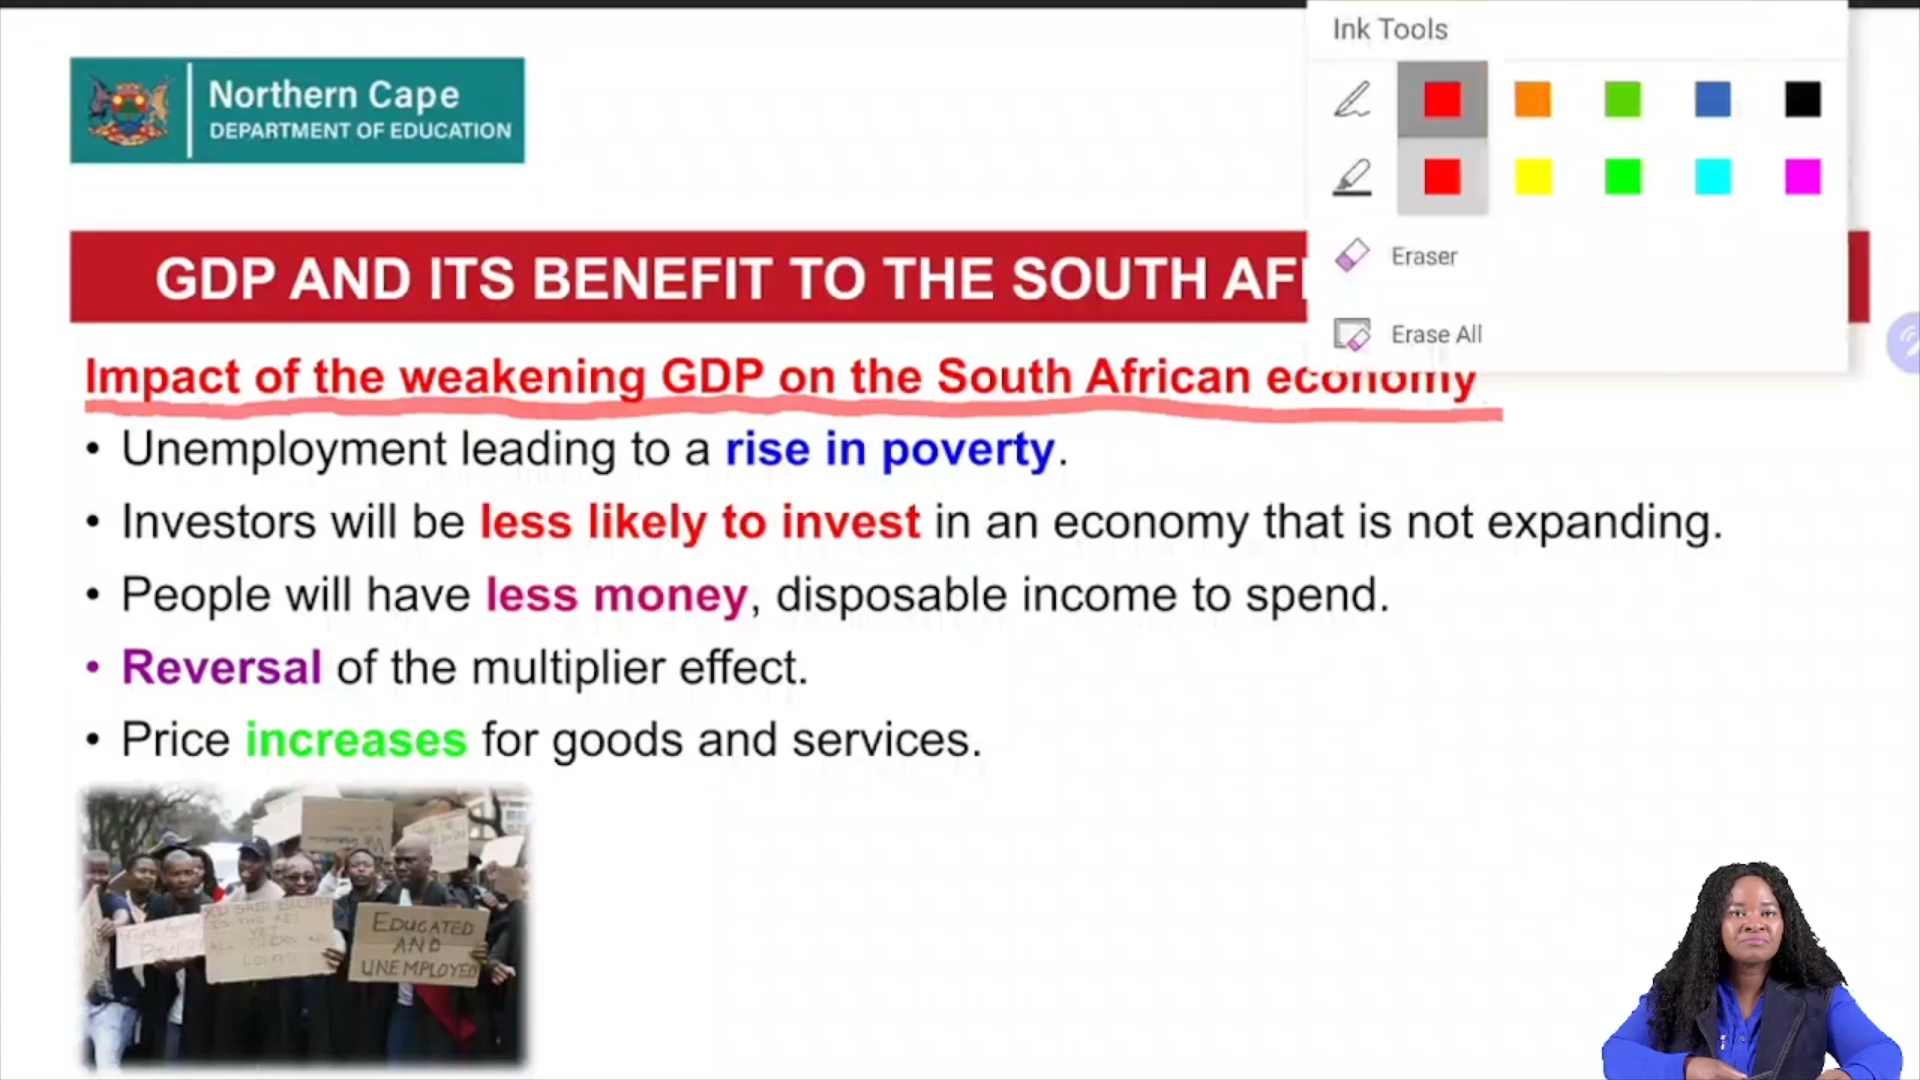 Ink Tools
Northern Cape
DEPARTMENT OF EDUCATION
Eraser
GDP AND ITS BENEFIT TO THE SOUTH
Erase All
Impact of the weakening GDP on the South African economy
• Unemployment leading to a rise in poverty.
• Investors will be less likely to invest in an economy that is not expanding.
• People will have less money, disposable income to spend.
• Reversal of the multiplier effect.
• Price increases for goods and services.
EDUCATED
AND
UNEMPLOYED